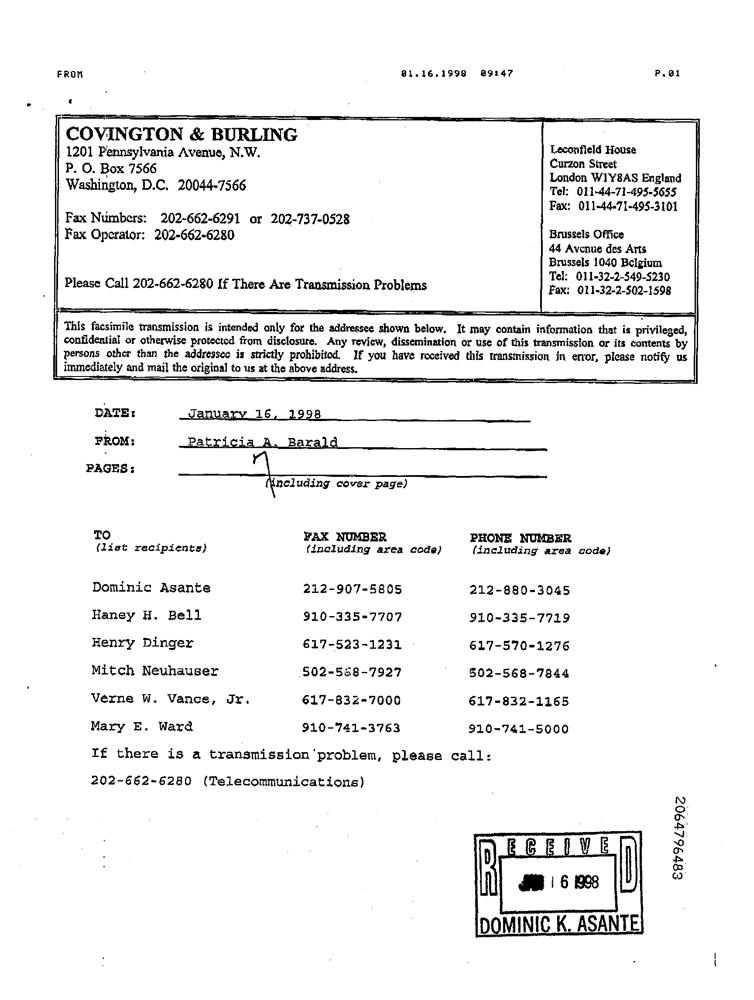 FROM 01.16.1998 09:47 P.01
COVINGTON & BURLING
1201 Pennsylvania Avenue, N.W.
P. O. Box 7566
Washington, D.C. 20044-7566
Fax Numbers: 202-662-6291 or 202-737-0528
Fax Operator: 202-662-6280
Please Call 202-662-6280 If There Are Transmission Problems
Leconfield House
Curzon Street
London W1Y8AS England
Tel: 011-44-71-495-5655
Fax: 011-44-71-495-3101
Brussels Office
44 Avenue des Arts
Brussels 1040 Belgium
Tel: 011-32-2-549-5230
Fax: 011-32-2-502-1598
This facsimile transmission is intended only for the addressee shown below. It may contain information that is privileged,
confidential or otherwise protected from disclosure. Any review, dissemination or use of this transmission or its contents by
persons other than the addressee is strictly prohibited. If you have received this transmission in error, please notify us
immediately and mail the original to us at the above address.
DATE: January 16, 1998
FROM: Patricia A. Barald
PAGES:
(including cover page)
TO FAX NUMBER PHONE NUMBER
(list recipients) (including area code) (including area code)
Dominic Asante 212-907-5805 212-880-3045
Haney H. Bell 910-335-7707 910-335-7719
Henry Dinger 617-523-1231 617-570-1276
Mitch Neuhauser 502-568-7927 502-568-7844
Verne W. Vance, Jr. 617-832-7000 617-832-1165
Mary E. Ward 910-741-3763 910-741-5000
If there is a transmission problem, please call:
202-662-6280 (Telecommunications)
2064796483
RECEIVED
16 1998
DOMINIC K. ASANTE